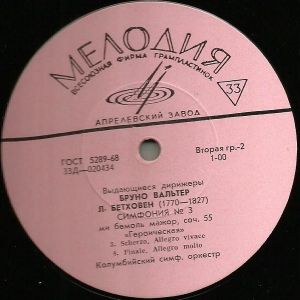 МЕЛОДИЯ
ВСЕСОЮЗНАЯ ФИРМА ГРАМПЛАСТИНОК
33
АПРЕЛЕВСКИЙ ЗАВОД
ГОСТ 5289-68
33Д—020434
Вторая гр.-2
1-00
Выдающиеся дирижеры
БРУНО ВАЛЬТЕР
Л. БЕТХОВЕН (1770—1827)
СИМФОНИЯ № 3
ми бемоль мажор, соч. 55
«Героическая»
3. Scherzo, Allegro vivace
4. Finale, Allegro molto
Колумбийский симф. оркестр